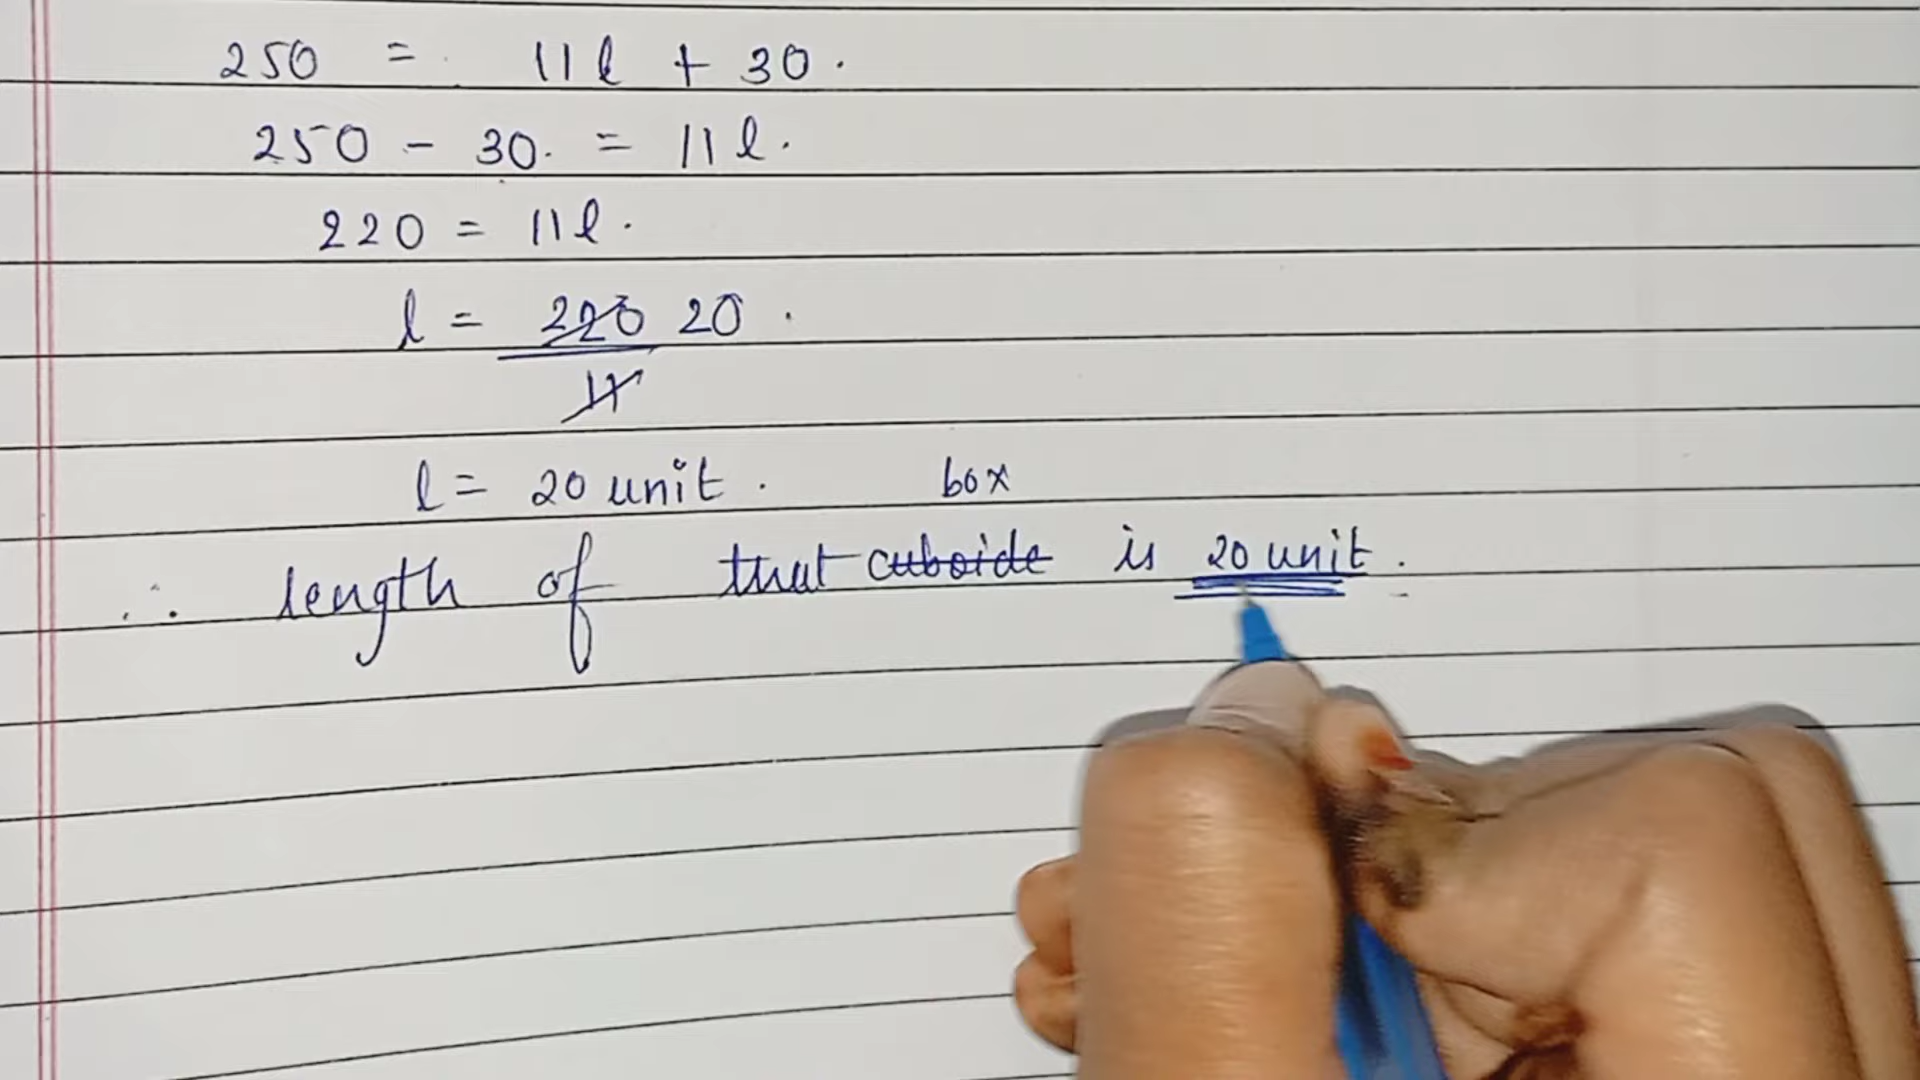 250 = 11l + 30.
250 - 30. = 11l.
220 = 11l.
l = 220 20.
11
l = 20 unit. box
∴ length of that cuboide is 20 unit.